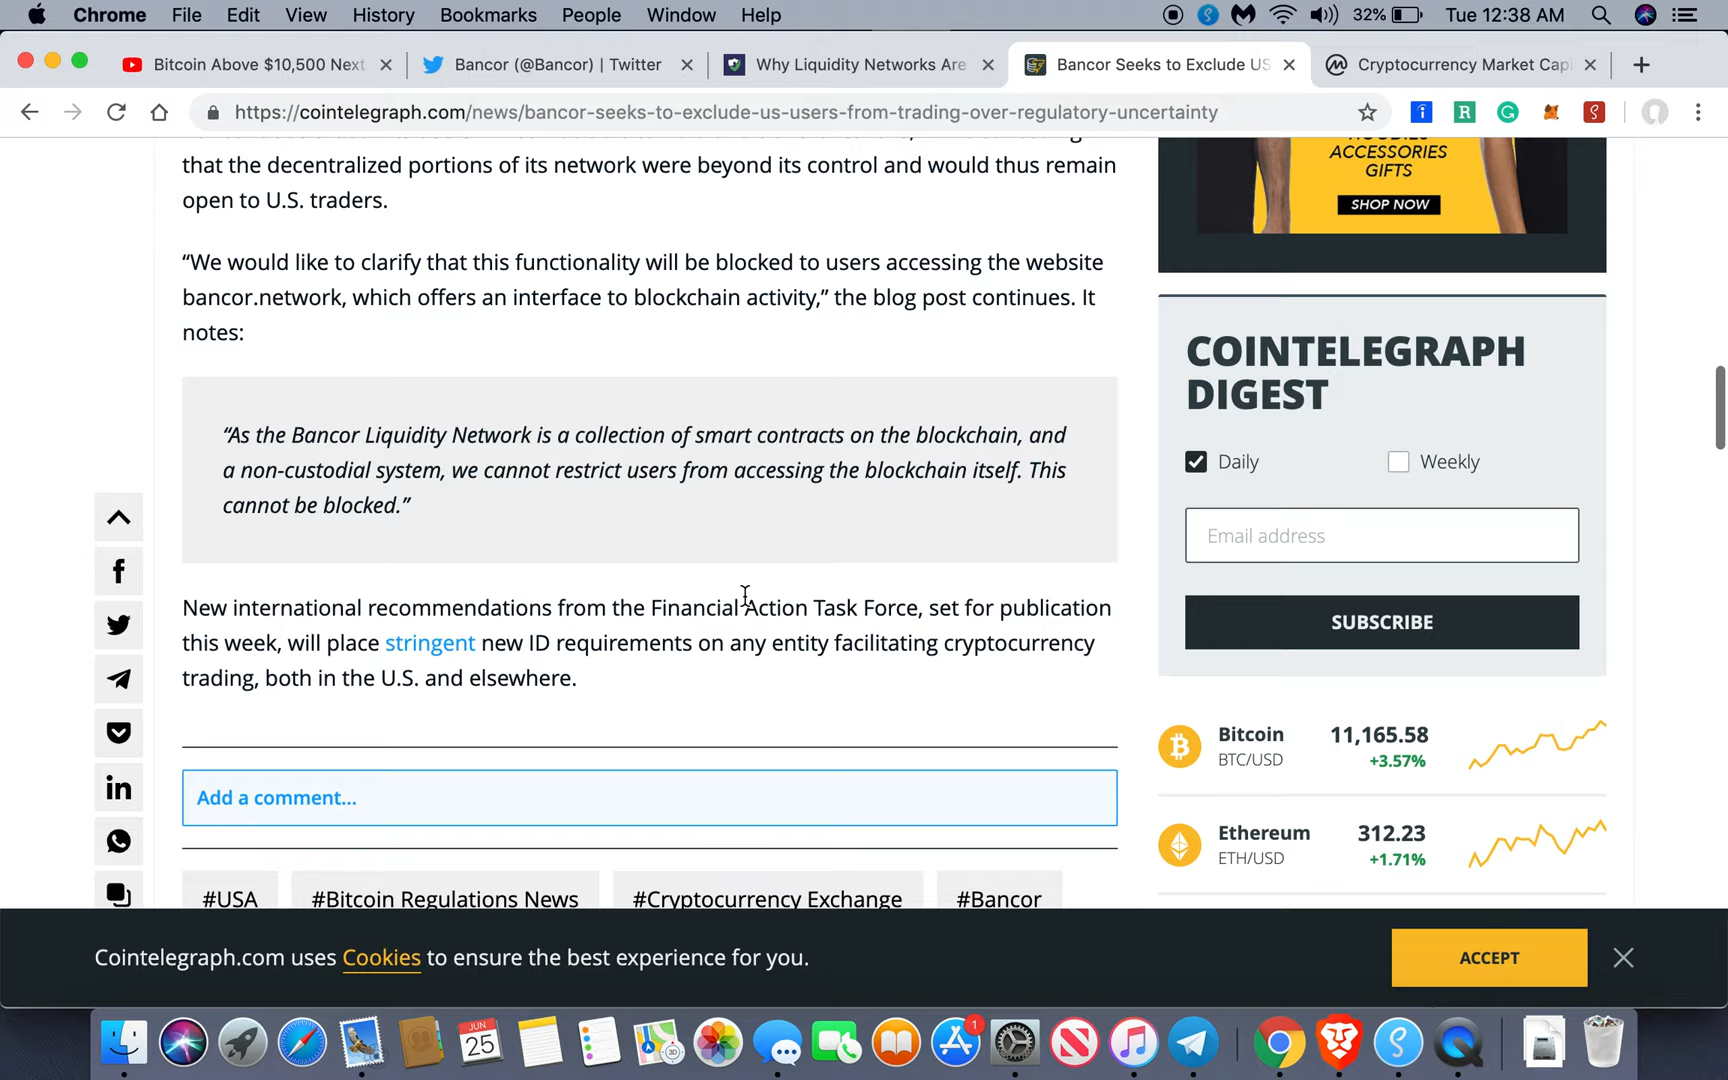 Chrome File Edit View History Bookmarks People Window Help 32% Tue 12:38 AM
Bitcoin Above $10,500 Next Bancor (@Bancor) | Twitter Why Liquidity Networks Are Bancor Seeks to Exclude US Cryptocurrency Market Capi
https://cointelegraph.com/news/bancor-seeks-to-exclude-us-users-from-trading-over-regulatory-uncertainty
that the decentralized portions of its network were beyond its control and would thus remain
open to U.S. traders.
“We would like to clarify that this functionality will be blocked to users accessing the website
bancor.network, which offers an interface to blockchain activity,” the blog post continues. It
notes:
“As the Bancor Liquidity Network is a collection of smart contracts on the blockchain, and
a non-custodial system, we cannot restrict users from accessing the blockchain itself. This
cannot be blocked.”
New international recommendations from the Financial Action Task Force, set for publication
this week, will place stringent new ID requirements on any entity facilitating cryptocurrency
trading, both in the U.S. and elsewhere.
Add a comment...
#USA #Bitcoin Regulations News #Cryptocurrency Exchange #Bancor
HOODIES
ACCESSORIES
GIFTS
SHOP NOW
COINTELEGRAPH
DIGEST
Daily Weekly
Email address
SUBSCRIBE
Bitcoin 11,165.58
BTC/USD +3.57%
Ethereum 312.23
ETH/USD +1.71%
Cointelegraph.com uses Cookies to ensure the best experience for you.
ACCEPT
JUN
25
3D
1